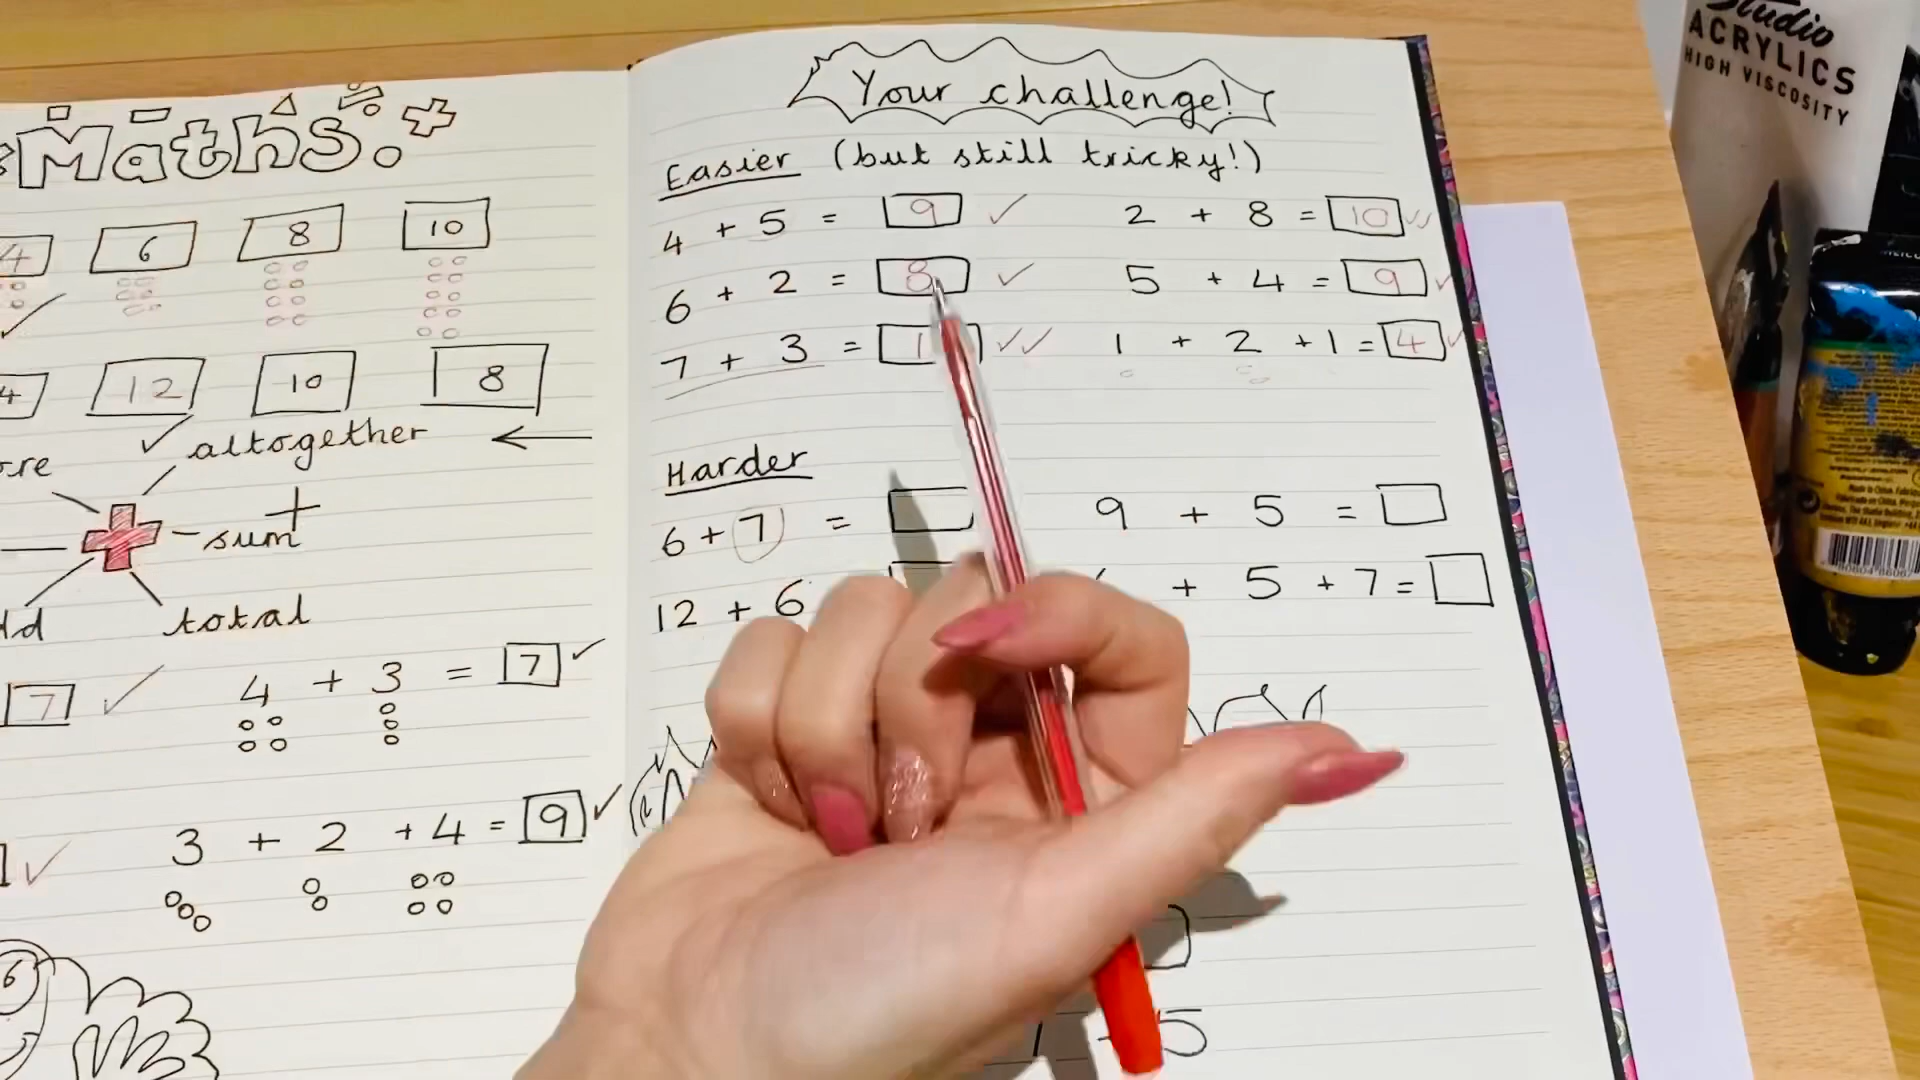 Maths.
4 6 8 10
4 12 10 8
altogether
sum
total
7 4 + 3 = 7
3 + 2 + 4 = 9
6
Your challenge!
Easier (but still tricky!)
4 + 5 = 9 2 + 8 = 10
6 + 2 = 8 5 + 4 = 9
7 + 3 = 1 1 + 2 + 1 = 4
Harder
6 + 7 = 9 + 5 =
12 + 6 + 5 + 7 =
5
Studio
ACRYLICS
HIGH VISCOSITY